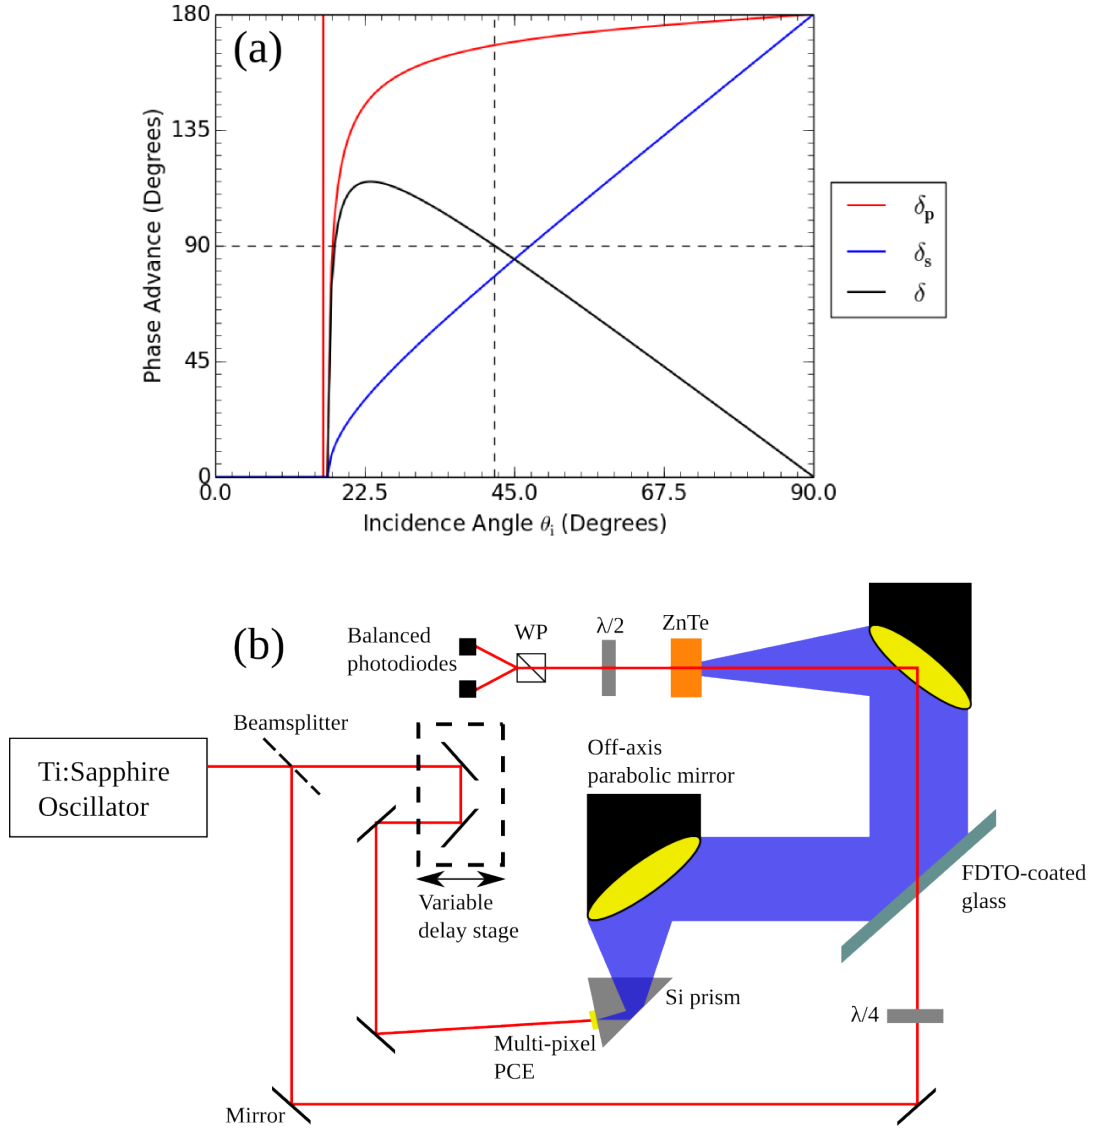 (a)
180
135
90
45
0
Phase Advance (Degrees)
0.0 22.5 45.0 67.5 90.0
Incidence Angle θi (Degrees)
δp
δs
δ
(b)
Balanced
photodiodes
WP
λ/2
ZnTe
Beamsplitter
Ti:Sapphire
Oscillator
Off-axis
parabolic mirror
Variable
delay stage
FDTO-coated
glass
Si prism
λ/4
Multi-pixel
PCE
Mirror